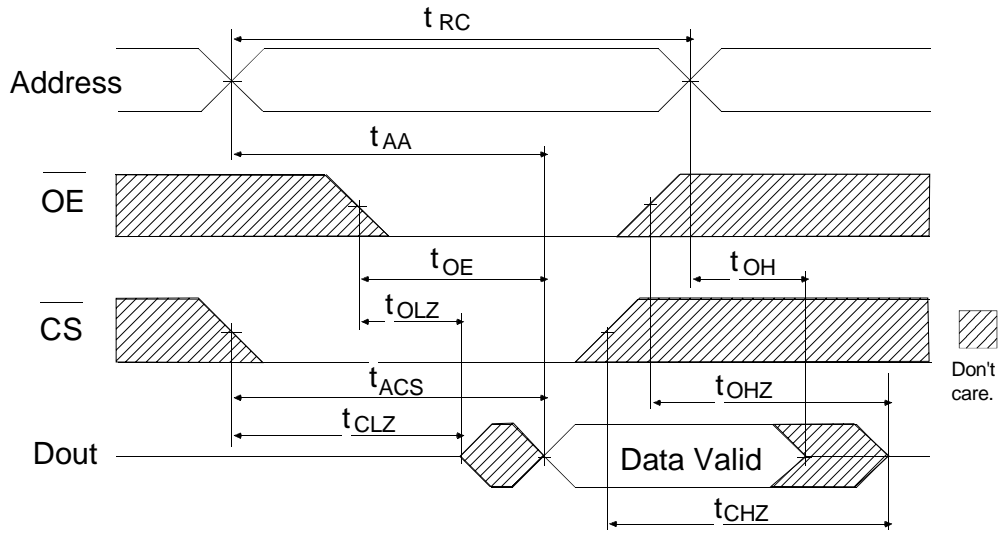 t RC
Address
t AA
OE
t OE
t OH
t OLZ
CS
Don't
care.
t ACS
t OHZ
t CLZ
Dout
Data Valid
t CHZ